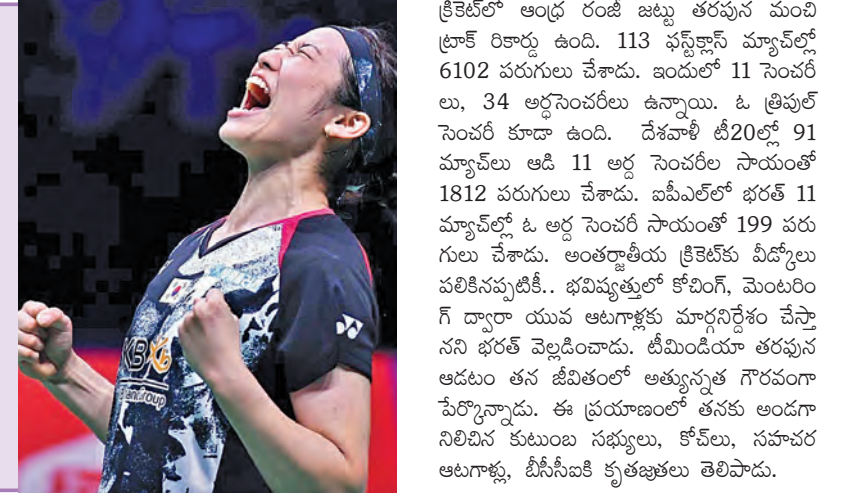 KB
Group
క్రికెట్‌లో ఆంధ్ర రంజీ జట్టు తరపున మంచి
ట్రాక్ రికార్డు ఉంది. 113 ఫస్ట్‌క్లాస్ మ్యాచ్‌ల్లో
6102 పరుగులు చేశాడు. ఇందులో 11 సెంచరీ
లు, 34 అర్ధసెంచరీలు ఉన్నాయి. ఓ త్రిపుల్
సెంచరీ కూడా ఉంది. దేశవాళీ టీ20ల్లో 91
మ్యాచ్‌లు ఆడి 11 అర్ద సెంచరీల సాయంతో
1812 పరుగులు చేశాడు. ఐపీఎల్‌లో భరత్ 11
మ్యాచ్‌ల్లో ఓ అర్ద సెంచరీ సాయంతో 199 పరు
గులు చేశాడు. అంతర్జాతీయ క్రికెట్‌కు వీడ్కోలు
పలికినప్పటికీ.. భవిష్యత్తులో కోచింగ్, మెంటరిం
గ్ ద్వారా యువ ఆటగాళ్లకు మార్గనిర్దేశం చేస్తా
నని భరత్ వెల్లడించాడు. టీమిండియా తరఫున
ఆడటం తన జీవితంలో అత్యున్నత గౌరవంగా
పేర్కొన్నాడు. ఈ ప్రయాణంలో తనకు అండగా
నిలిచిన కుటుంబ సభ్యులు, కోచ్‌లు, సహచర
ఆటగాళ్లు, బీసీసీఐకి కృతజ్ఞతలు తెలిపాడు.